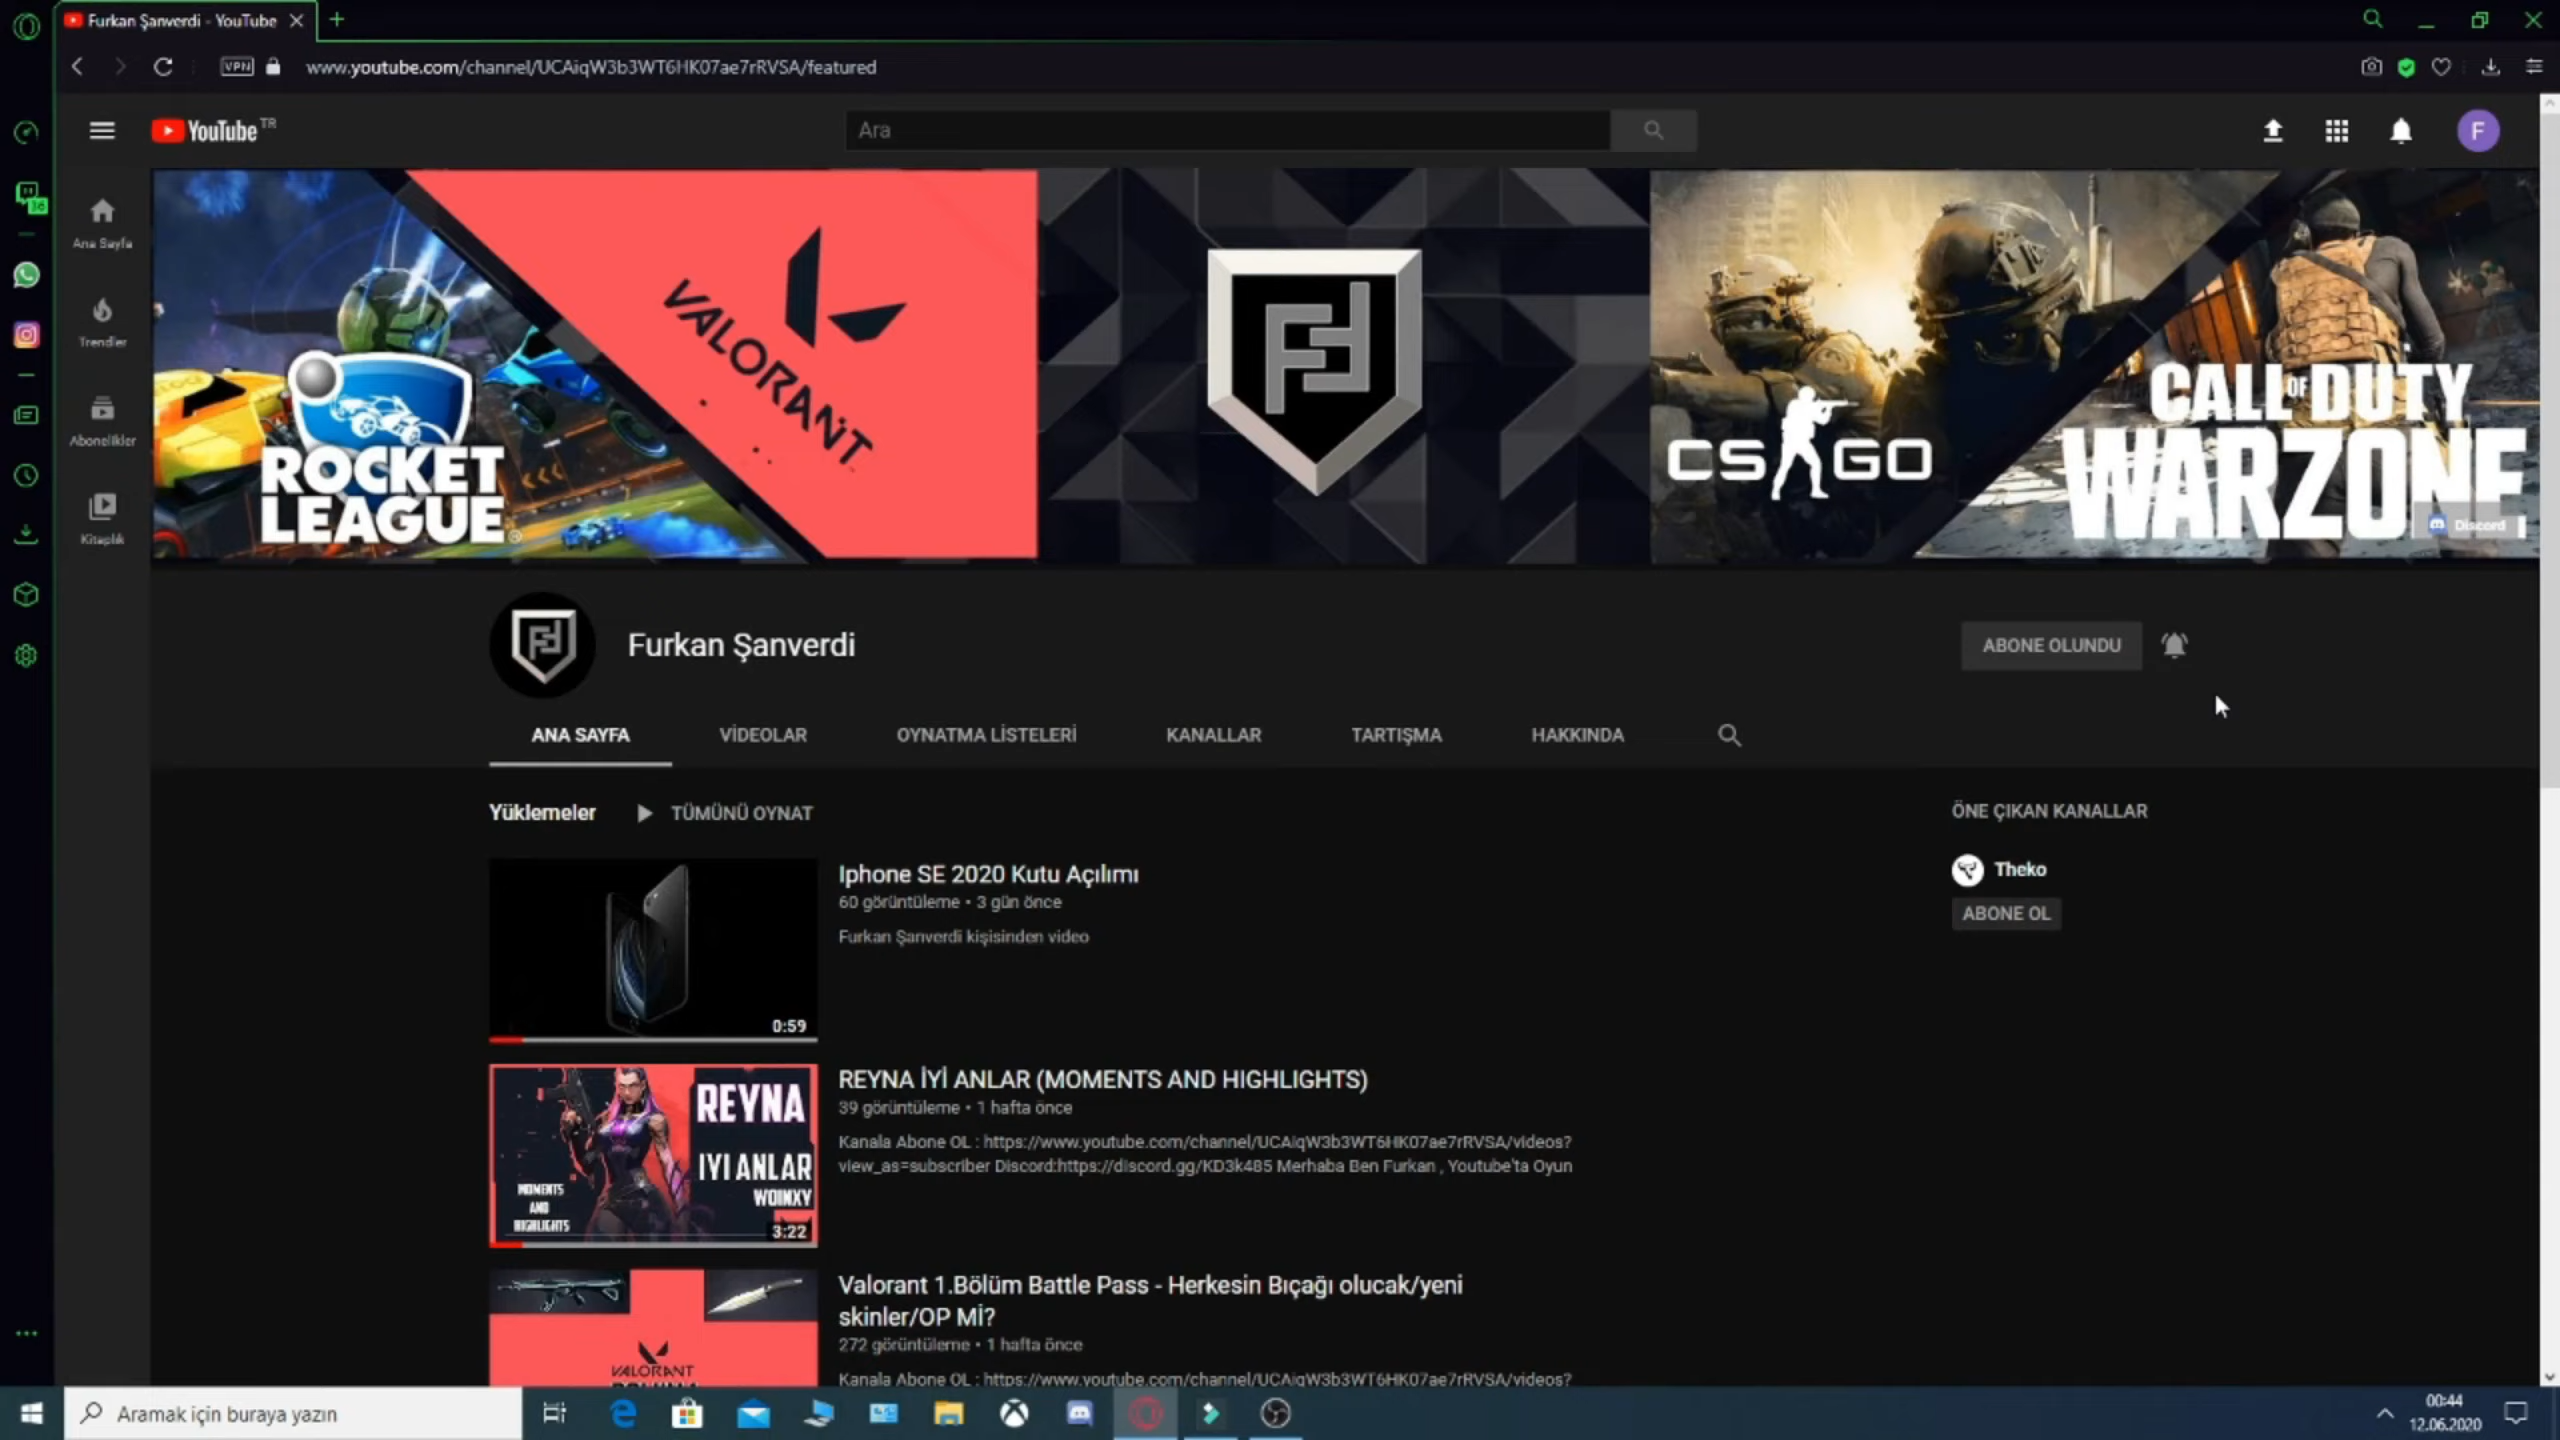 Furkan Şanverdi - YouTube
VPN
www.youtube.com/channel/UCAiqW3b3WT6HK07ae7rRVSA/featured
YouTube TR
Ara
F
36
Ana Sayfa
Trendler
Abonelikler
Kitaplık
ROCKET
LEAGUE
VALORANT
CS GO
CALL OF DUTY
WARZONE
Discord
Furkan Şanverdi
ABONE OLUNDU
ANA SAYFA
VİDEOLAR
OYNATMA LİSTELERİ
KANALLAR
TARTIŞMA
HAKKINDA
Yüklemeler
TÜMÜNÜ OYNAT
ÖNE ÇIKAN KANALLAR
Theko
ABONE OL
Iphone SE 2020 Kutu Açılımı
60 görüntüleme • 3 gün önce
Furkan Şanverdi kişisinden video
0:59
REYNA
IYI ANLAR
WOINXY
MOMENTS
AND
HIGHLIGHTS
3:22
REYNA İYİ ANLAR (MOMENTS AND HIGHLIGHTS)
39 görüntüleme • 1 hafta önce
Kanala Abone OL : https://www.youtube.com/channel/UCAiqW3b3WT6HK07ae7rRVSA/videos?
view_as=subscriber Discord:https://discord.gg/KD3k485 Merhaba Ben Furkan , Youtube'ta Oyun
VALORANT
Valorant 1.Bölüm Battle Pass - Herkesin Bıçağı olucak/yeni
skinler/OP Mİ?
272 görüntüleme • 1 hafta önce
Kanala Abone OL : https://www.youtube.com/channel/UCAiqW3b3WT6HK07ae7rRVSA/videos?
Aramak için buraya yazın
00:44
12.06.2020